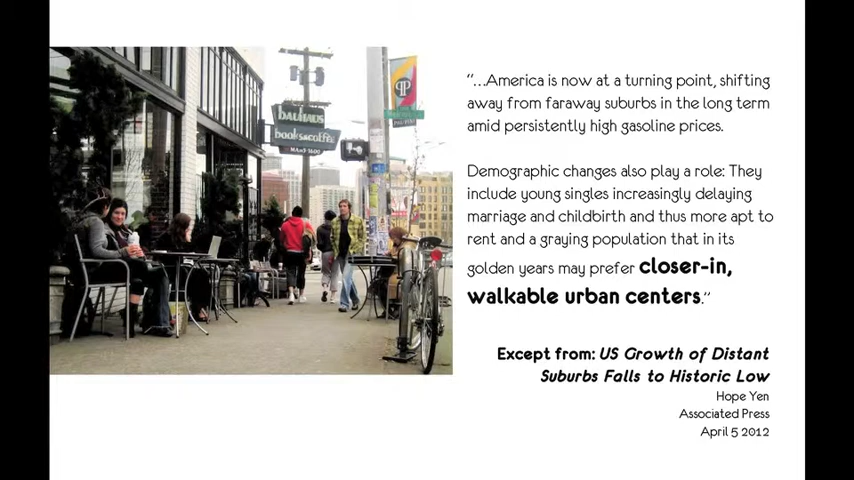 bauhaus
books&coffee
"...America is now at a turning point, shifting
away from faraway suburbs in the long term
amid persistently high gasoline prices.
Demographic changes also play a role: They
include young singles increasingly delaying
marriage and childbirth and thus more apt to
rent and a graying population that in its
golden years may prefer closer-in,
walkable urban centers."
Except from: US Growth of Distant
Suburbs Falls to Historic Low
Hope Yen
Associated Press
April 5 2012